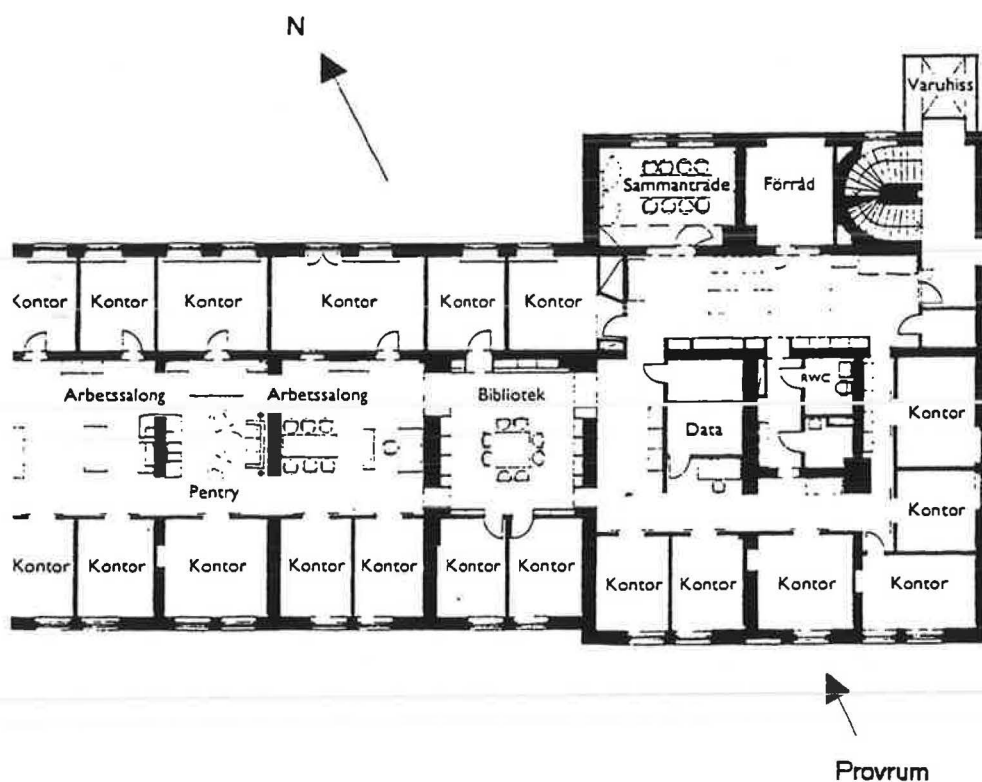 N
Varuhiss
Sammanträde
Förråd
Kontor
Kontor
Kontor
Kontor
Kontor
Kontor
Arbetssalong
Arbetssalong
Bibliotek
RWC
Kontor
Data
Pentry
Kontor
Kontor
Kontor
Kontor
Kontor
Kontor
Kontor
Kontor
Kontor
Kontor
Kontor
Kontor
Provrum